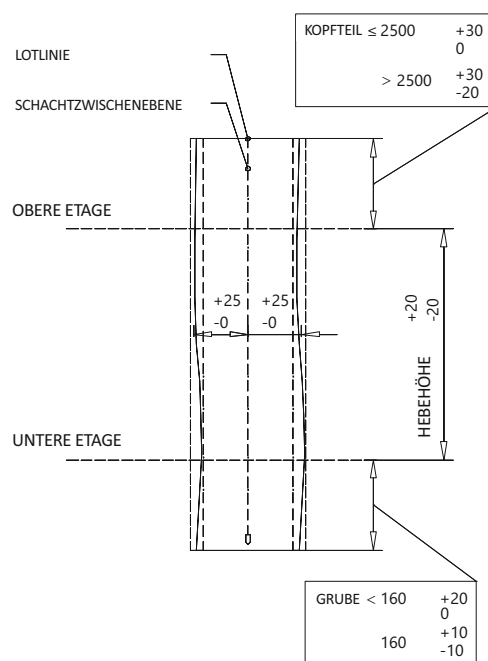 KOPFTEIL ≤ 2500 +30
0
> 2500 +30
-20
LOTLINIE
SCHACHTZWISCHENEBENE
OBERE ETAGE
+25 +25
-0 -0
+20
-20
HEBEHÖHE
UNTERE ETAGE
GRUBE < 160 +20
0
160 +10
-10